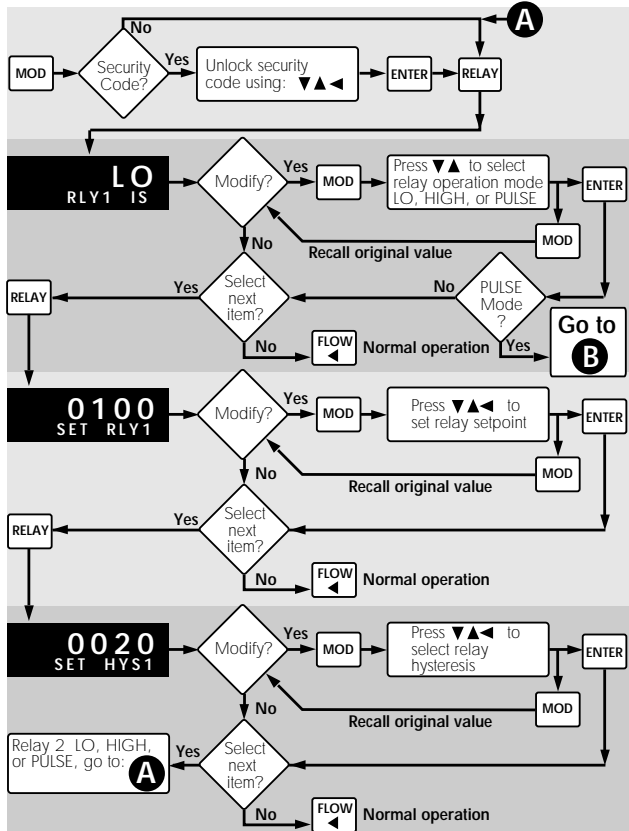 No
A
MOD
Security
Code?
Yes
Unlock security
code using: ▼▲◄
ENTER
RELAY
LO
RLY1 IS
Modify?
Yes
MOD
Press ▼▲ to select
relay operation mode
LO, HIGH, or PULSE
ENTER
MOD
Recall original value
No
RELAY
Yes
Select
next
item?
No
PULSE
Mode
?
Yes
Go to
B
No
FLOW
◄
Normal operation
0100
SET RLY1
Modify?
Yes
MOD
Press ▼▲◄ to
set relay setpoint
ENTER
MOD
Recall original value
No
RELAY
Yes
Select
next
item?
No
FLOW
◄
Normal operation
0020
SET HYS1
Modify?
Yes
MOD
Press ▼▲◄ to
select relay
hysteresis
ENTER
MOD
Recall original value
No
Relay 2 LO, HIGH,
or PULSE, go to:
A
Yes
Select
next
item?
No
FLOW
◄
Normal operation